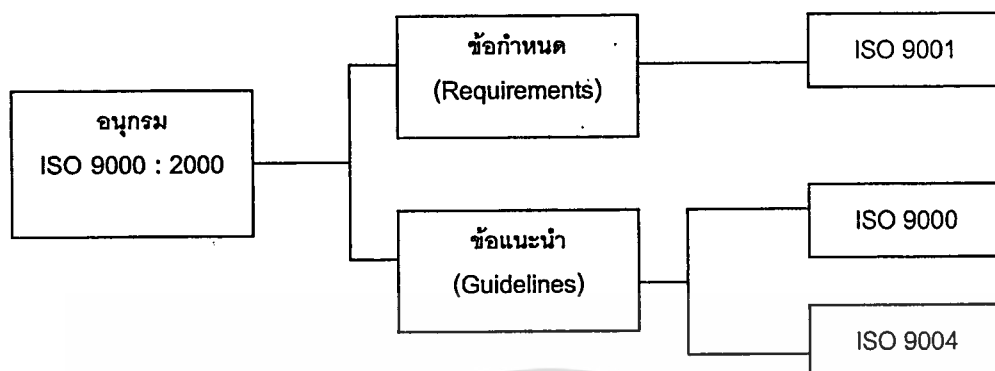 อนุกรม
ISO 9000 : 2000
ข้อกำหนด
(Requirements)
ISO 9001
ข้อแนะนำ
(Guidelines)
ISO 9000
ISO 9004